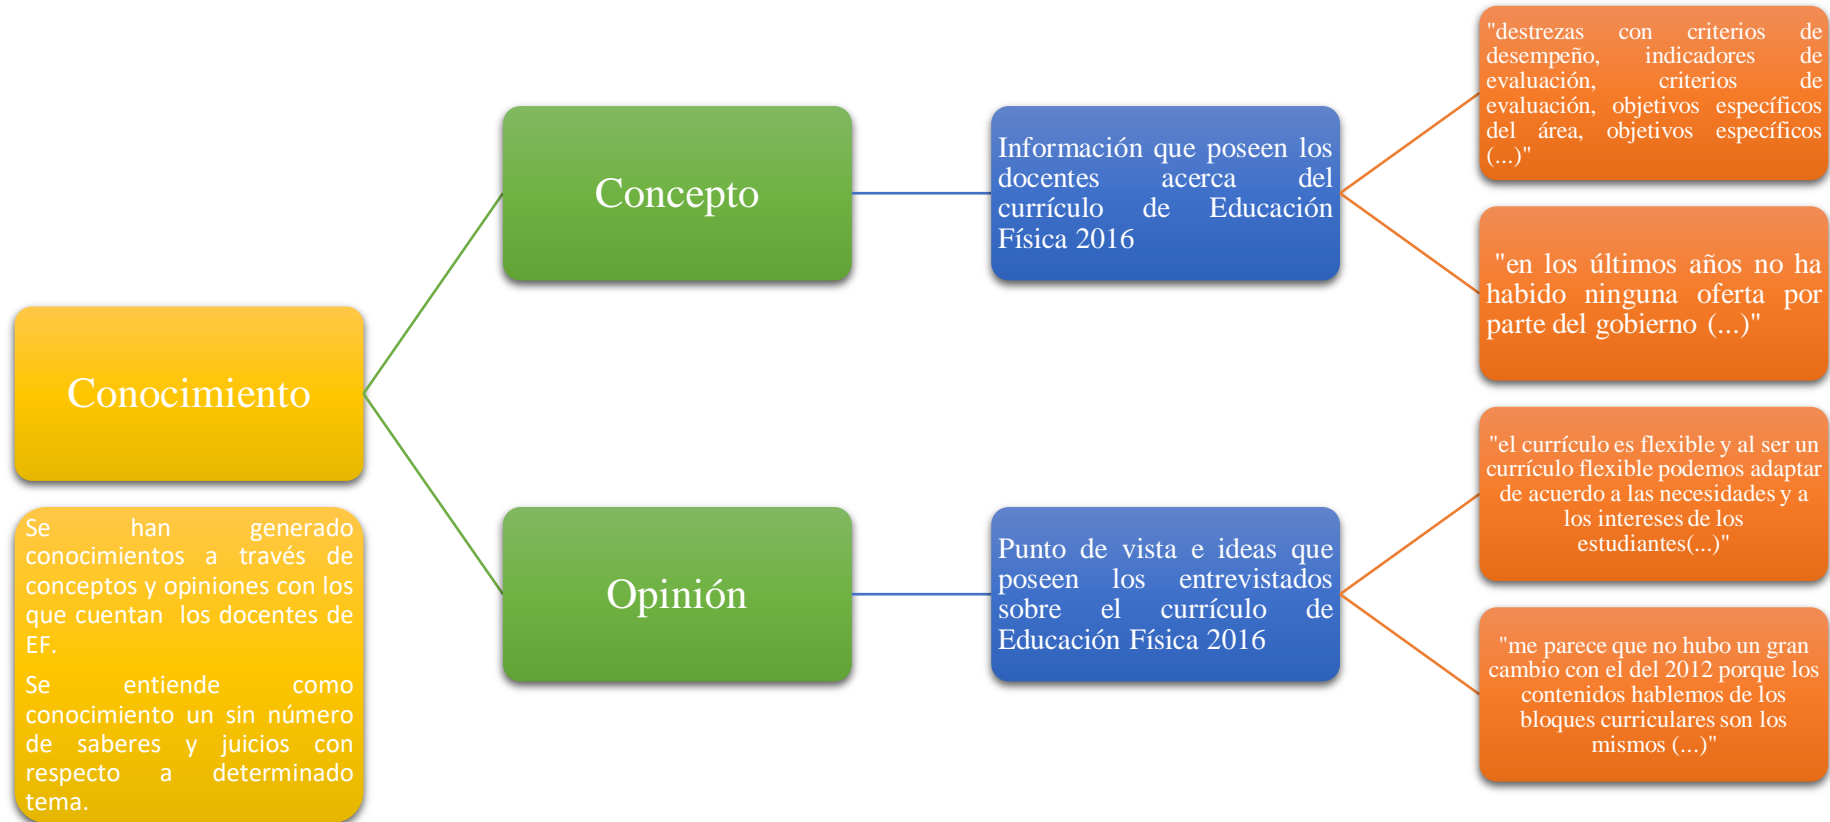 Conocimiento
Se han generado
conocimientos a través de
conceptos y opiniones con los
que cuentan los docentes de
EF.
Se entiende como
conocimiento un sin número
de saberes y juicios con
respecto a determinado
tema.
Concepto
Información que poseen los
docentes acerca del
currículo de Educación
Física 2016
"destrezas con criterios de
desempeño, indicadores de
evaluación, criterios de
evaluación, objetivos específicos
del área, objetivos específicos
(...)"
"en los últimos años no ha
habido ninguna oferta por
parte del gobierno (...)"
Opinión
Punto de vista e ideas que
poseen los entrevistados
sobre el currículo de
Educación Física 2016
"el currículo es flexible y al ser un
currículo flexible podemos adaptar
de acuerdo a las necesidades y a
los intereses de los
estudiantes(...)"
"me parece que no hubo un gran
cambio con el del 2012 porque los
contenidos hablemos de los
bloques curriculares son los
mismos (...)"